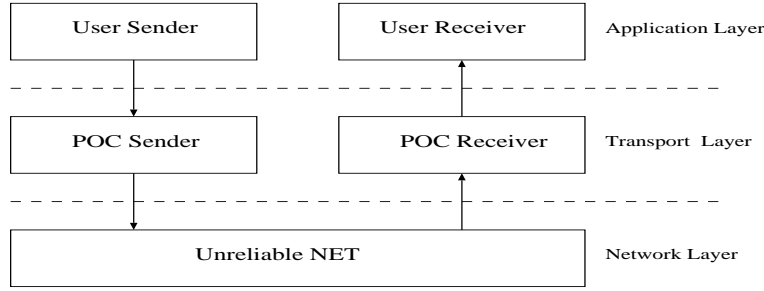 User Sender
User Receiver
Application Layer
POC Sender
POC Receiver
Transport Layer
Unreliable NET
Network Layer